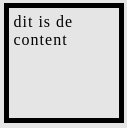 dit is de
content